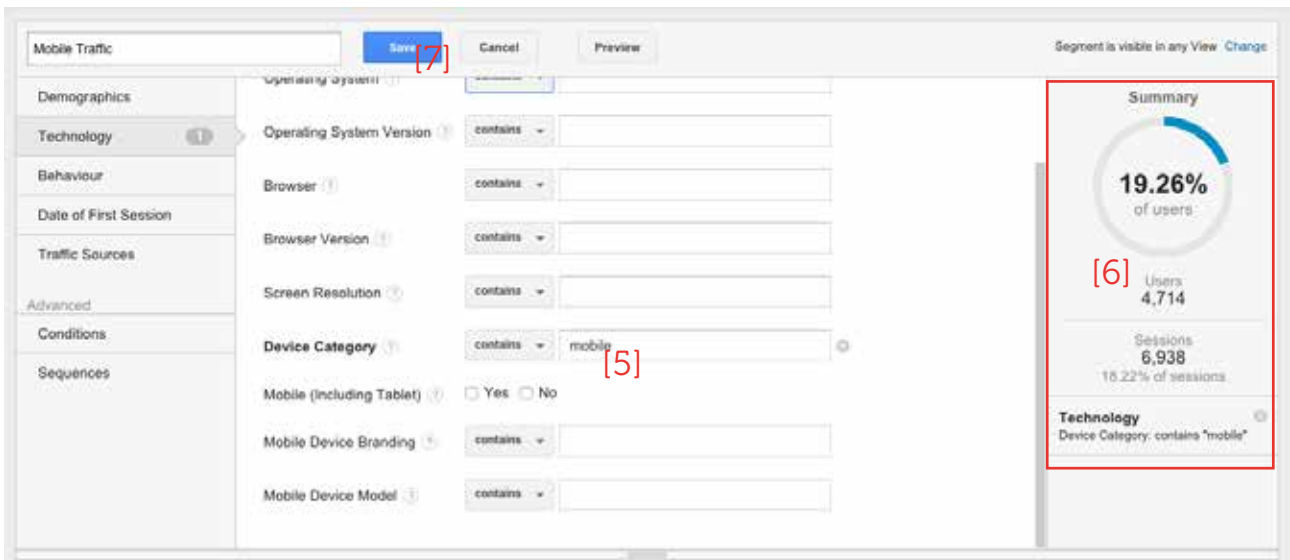 Mobile Traffic
Save
[7]
Cancel
Preview
Segment is visible in any View Change
Demographics
Technology 1
Behaviour
Date of First Session
Traffic Sources
Advanced
Conditions
Sequences
Operating System ? contains
Operating System Version ? contains
Browser ? contains
Browser Version ? contains
Screen Resolution ? contains
Device Category ? contains mobile
[5]
Mobile (Including Tablet) ? Yes No
Mobile Device Branding ? contains
Mobile Device Model ? contains
Summary
19.26%
of users
[6]
Users
4,714
Sessions
6,938
18.22% of sessions
Technology
Device Category: contains "mobile"